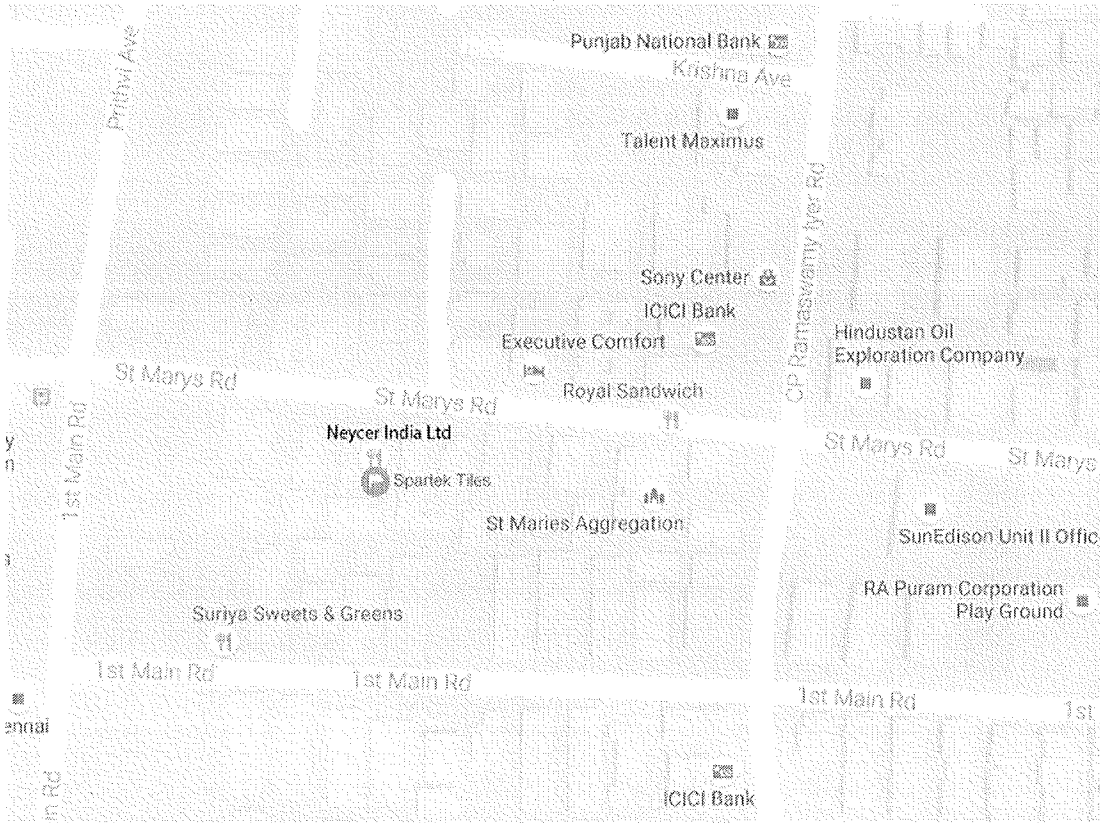 Prithvi Ave
Punjab National Bank
Krishna Ave
Talent Maximus
CP Ramaswamy Iyer Rd
Sony Center
ICICI Bank
Executive Comfort
Hindustan Oil
Exploration Company
St Marys Rd
St Marys Rd
Royal Sandwich
1st Main Rd
Neycer India Ltd
St Marys Rd
St Marys
y
n
Spartek Tiles
St Maries Aggregation
SunEdison Unit II Offic
RA Puram Corporation
Play Ground
Suriya Sweets & Greens
1st Main Rd
1st Main Rd
1st Main Rd
1st
ennai
in Rd
ICICI Bank